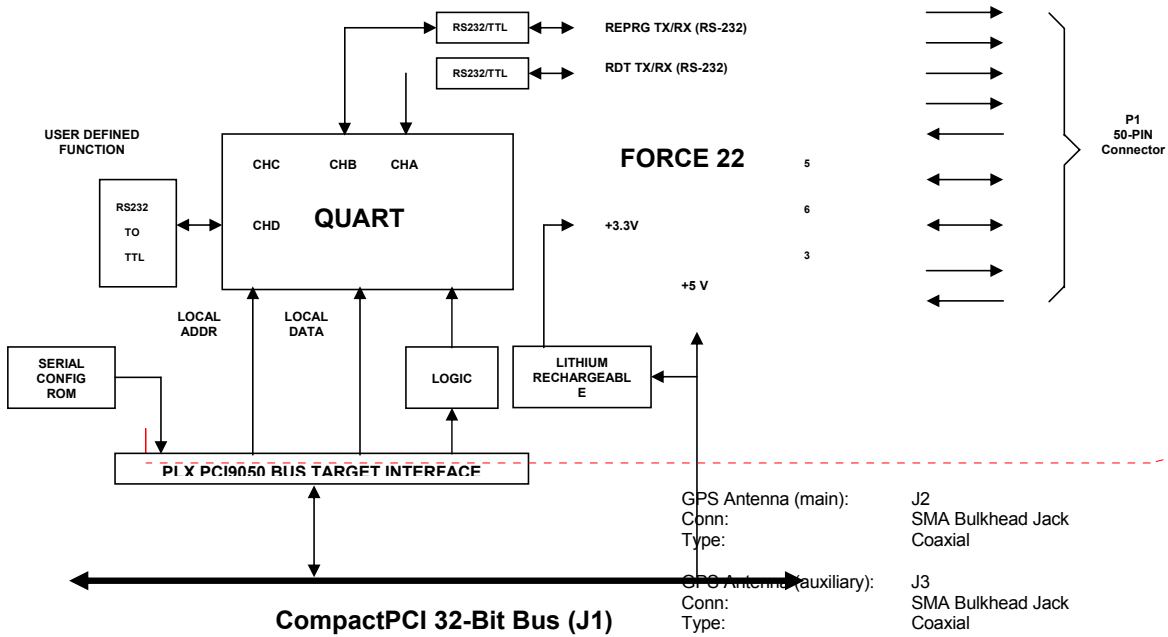 RS232/TTL
REPRG TX/RX (RS-232)
RS232/TTL
RDT TX/RX (RS-232)
P1
50-PIN
Connector
USER DEFINED
FUNCTION
CHC CHB CHA
FORCE 22
5
RS232
TO
TTL
CHD
QUART
+3.3V
6
3
+5 V
LOCAL
ADDR
LOCAL
DATA
SERIAL
CONFIG
ROM
LOGIC
LITHIUM
RECHARGEABL
E
PLX PCI9050 BUS TARGET INTERFACE
GPS Antenna (main): J2
Conn: SMA Bulkhead Jack
Type: Coaxial
GPS Antenna (auxiliary): J3
Conn: SMA Bulkhead Jack
Type: Coaxial
CompactPCI 32-Bit Bus (J1)